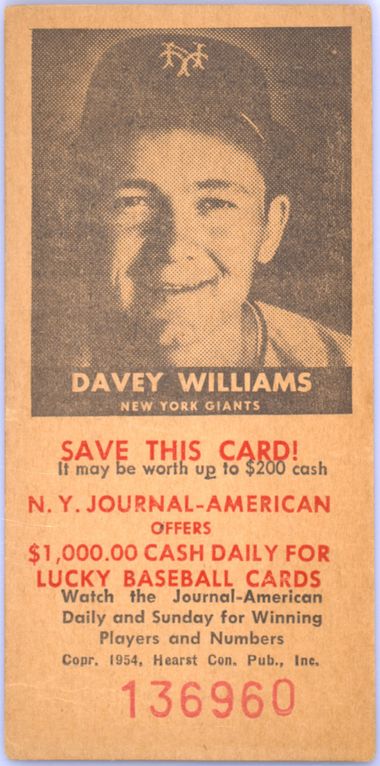 NY
DAVEY WILLIAMS
NEW YORK GIANTS
SAVE THIS CARD!
It may be worth up to $200 cash
N. Y. JOURNAL-AMERICAN
OFFERS
$1,000.00 CASH DAILY FOR
LUCKY BASEBALL CARDS
Watch the Journal-American
Daily and Sunday for Winning
Players and Numbers
Copr. 1954, Hearst Con. Pub., Inc.
136960